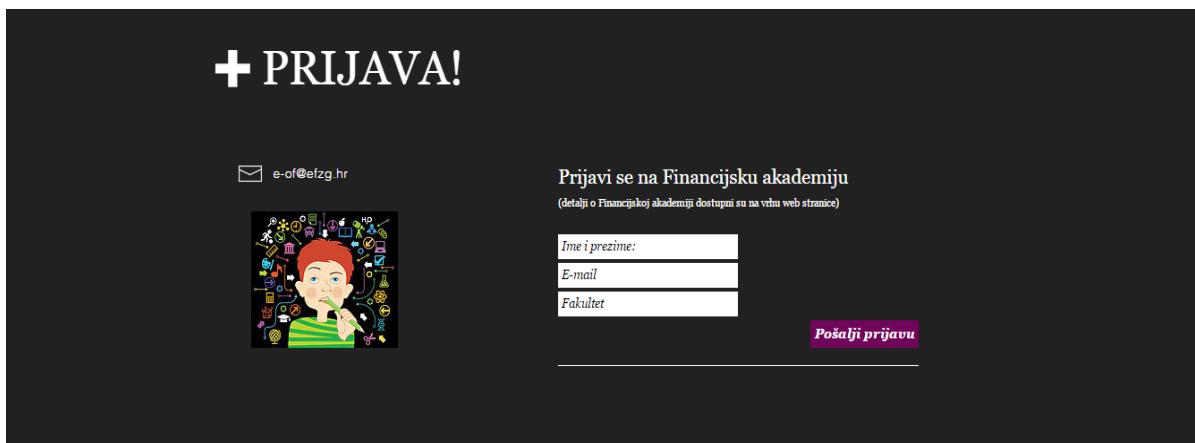 PRIJAVA!
e-of@efzg.hr
H₂O
Prijavi se na Financijsku akademiju
(detalji o Financijskoj akademiji dostupni su na vrhu web stranice)
Ime i prezime:
E-mail
Fakultet
Pošalji prijavu